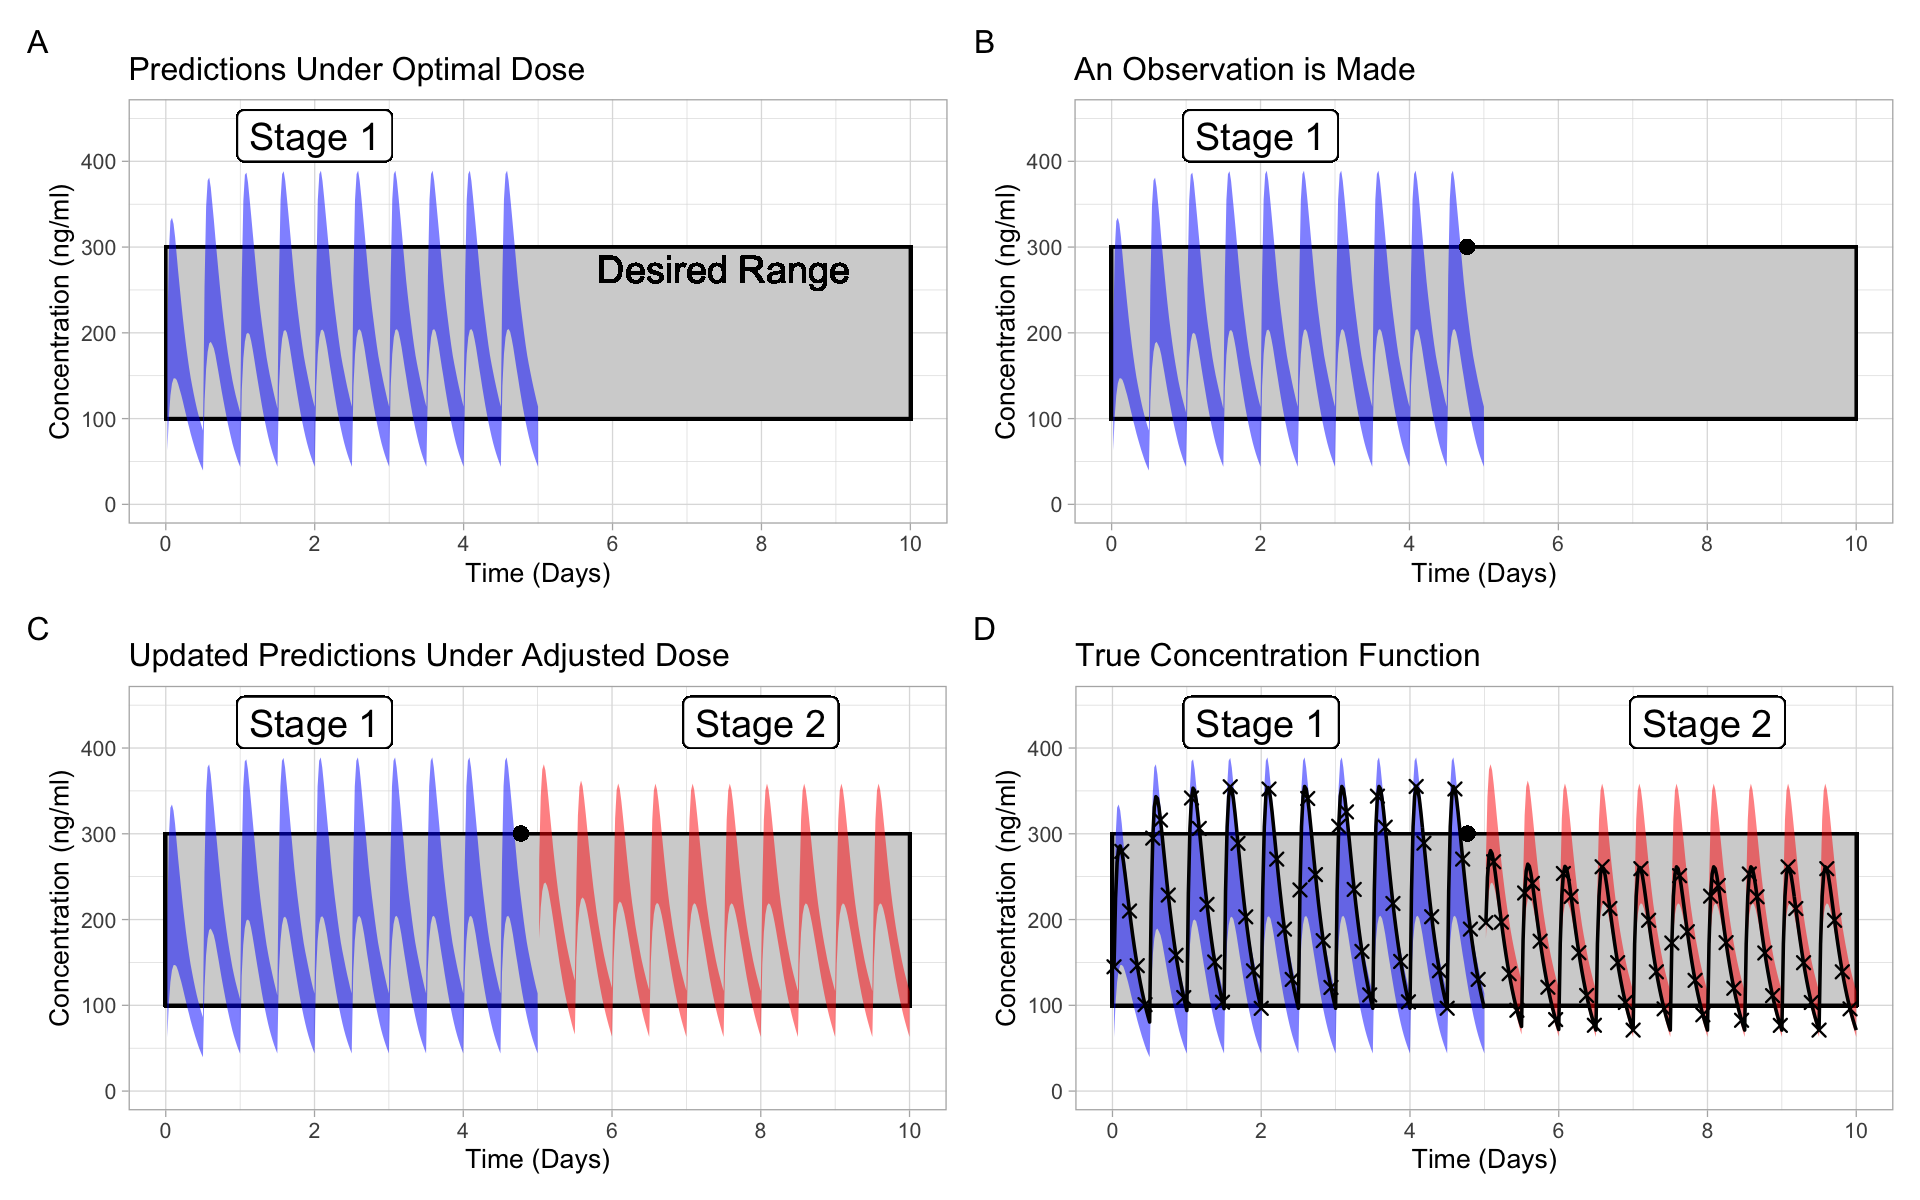 A
Predictions Under Optimal Dose
Stage 1
Desired Range
Concentration (ng/ml)
400
300
200
100
0
0 2 4 6 8 10
Time (Days)
B
An Observation is Made
Stage 1
Concentration (ng/ml)
400
300
200
100
0
0 2 4 6 8 10
Time (Days)
C
Updated Predictions Under Adjusted Dose
Stage 1 Stage 2
Concentration (ng/ml)
400
300
200
100
0
0 2 4 6 8 10
Time (Days)
D
True Concentration Function
Stage 1 Stage 2
Concentration (ng/ml)
400
300
200
100
0
0 2 4 6 8 10
Time (Days)